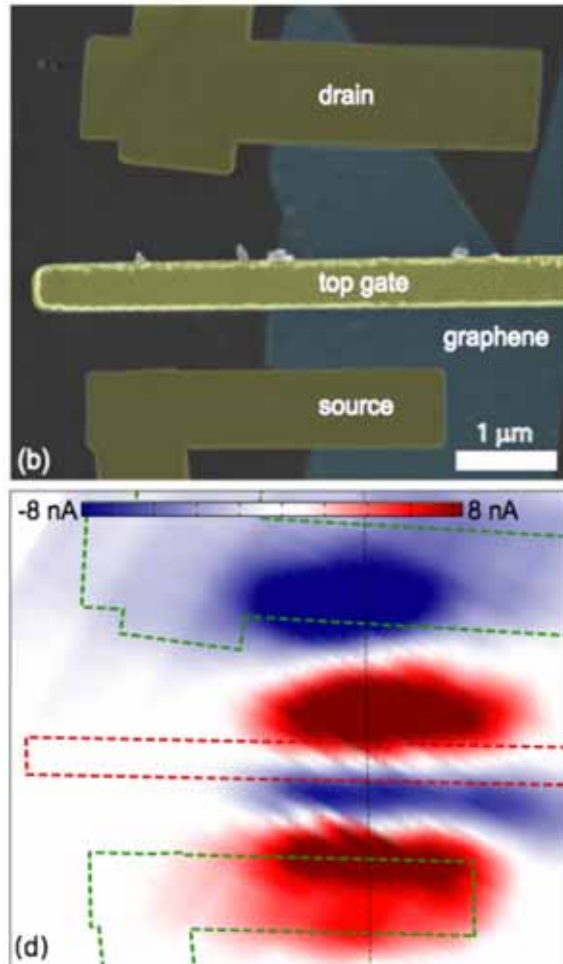 drain
top gate
graphene
source
1 μm
(b)
-8 nA
8 nA
(d)